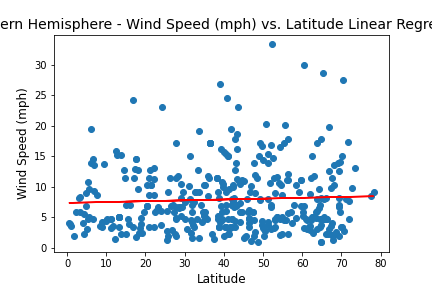 ern Hemisphere - Wind Speed (mph) vs. Latitude Linear Regre
Wind Speed (mph)
30
25
20
15
10
5
0
0 10 20 30 40 50 60 70 80
Latitude